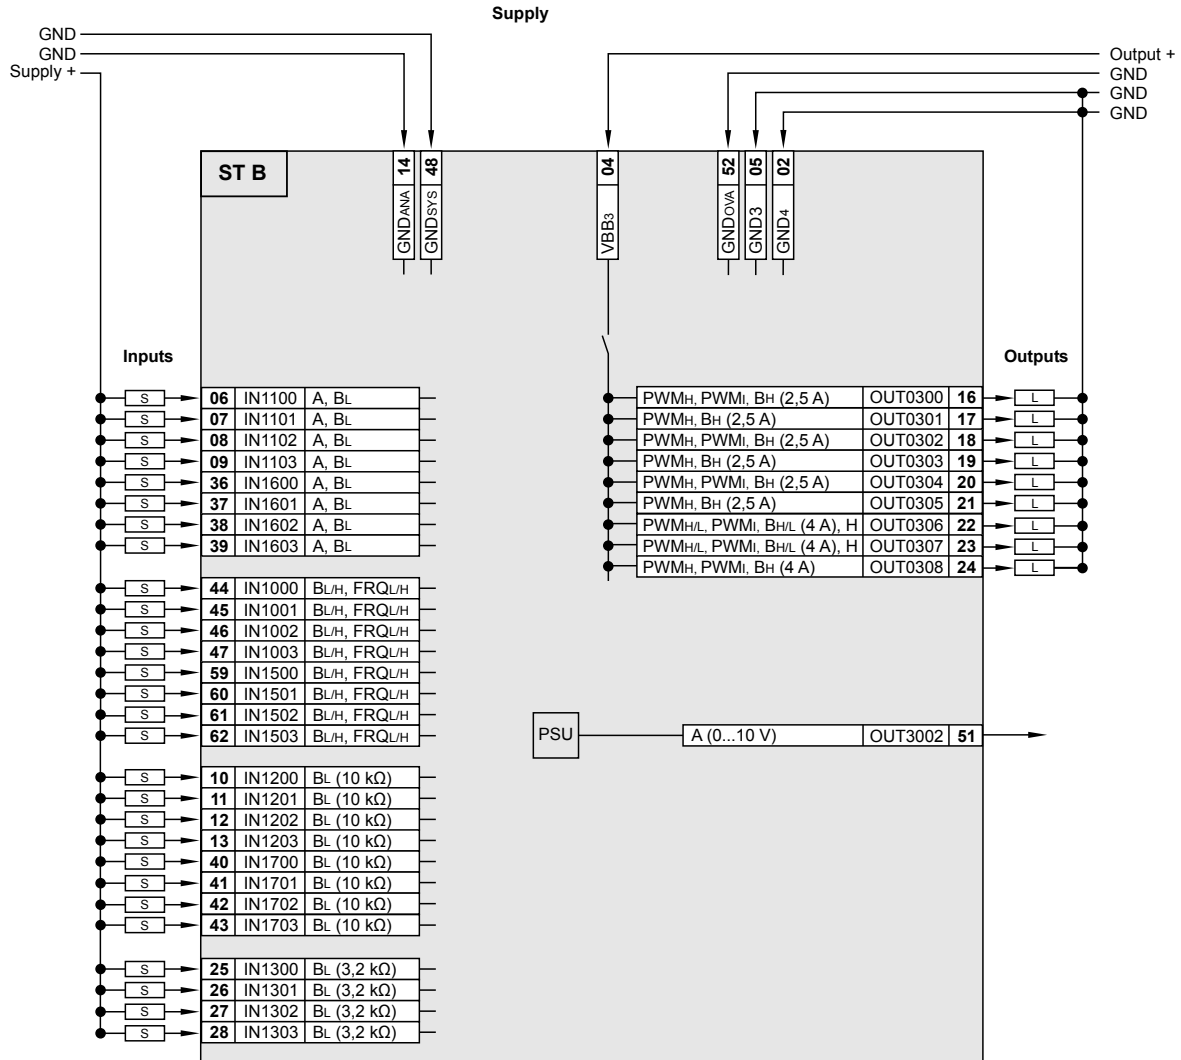 Supply
GND
GND
Supply +
Output +
GND
GND
GND
ST B
14 GNDANA
48 GNDSYS
04 VBB3
52 GNDOVA
05 GND3
02 GND4
Inputs
Outputs
S 06 IN1100 A, BL
S 07 IN1101 A, BL
S 08 IN1102 A, BL
S 09 IN1103 A, BL
S 36 IN1600 A, BL
S 37 IN1601 A, BL
S 38 IN1602 A, BL
S 39 IN1603 A, BL
PWMH, PWMI, BH (2,5 A) OUT0300 16 L
PWMH, BH (2,5 A) OUT0301 17 L
PWMH, PWMI, BH (2,5 A) OUT0302 18 L
PWMH, BH (2,5 A) OUT0303 19 L
PWMH, PWMI, BH (2,5 A) OUT0304 20 L
PWMH, BH (2,5 A) OUT0305 21 L
PWMH/L, PWMI, BH/L (4 A), H OUT0306 22 L
PWMH/L, PWMI, BH/L (4 A), H OUT0307 23 L
PWMH, PWMI, BH (4 A) OUT0308 24 L
S 44 IN1000 BL/H, FRQL/H
S 45 IN1001 BL/H, FRQL/H
S 46 IN1002 BL/H, FRQL/H
S 47 IN1003 BL/H, FRQL/H
S 59 IN1500 BL/H, FRQL/H
S 60 IN1501 BL/H, FRQL/H
S 61 IN1502 BL/H, FRQL/H
S 62 IN1503 BL/H, FRQL/H
PSU A (0...10 V) OUT3002 51
S 10 IN1200 BL (10 kΩ)
S 11 IN1201 BL (10 kΩ)
S 12 IN1202 BL (10 kΩ)
S 13 IN1203 BL (10 kΩ)
S 40 IN1700 BL (10 kΩ)
S 41 IN1701 BL (10 kΩ)
S 42 IN1702 BL (10 kΩ)
S 43 IN1703 BL (10 kΩ)
S 25 IN1300 BL (3,2 kΩ)
S 26 IN1301 BL (3,2 kΩ)
S 27 IN1302 BL (3,2 kΩ)
S 28 IN1303 BL (3,2 kΩ)